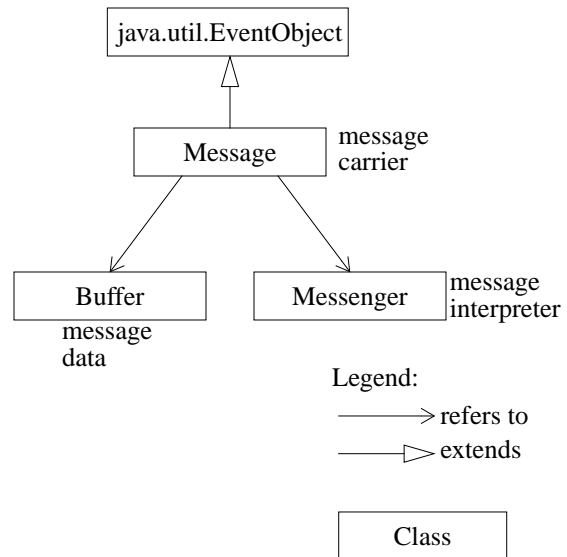 java.util.EventObject
Message
message
carrier
Buffer
message
data
Messenger
message
interpreter
Legend:
refers to
extends
Class